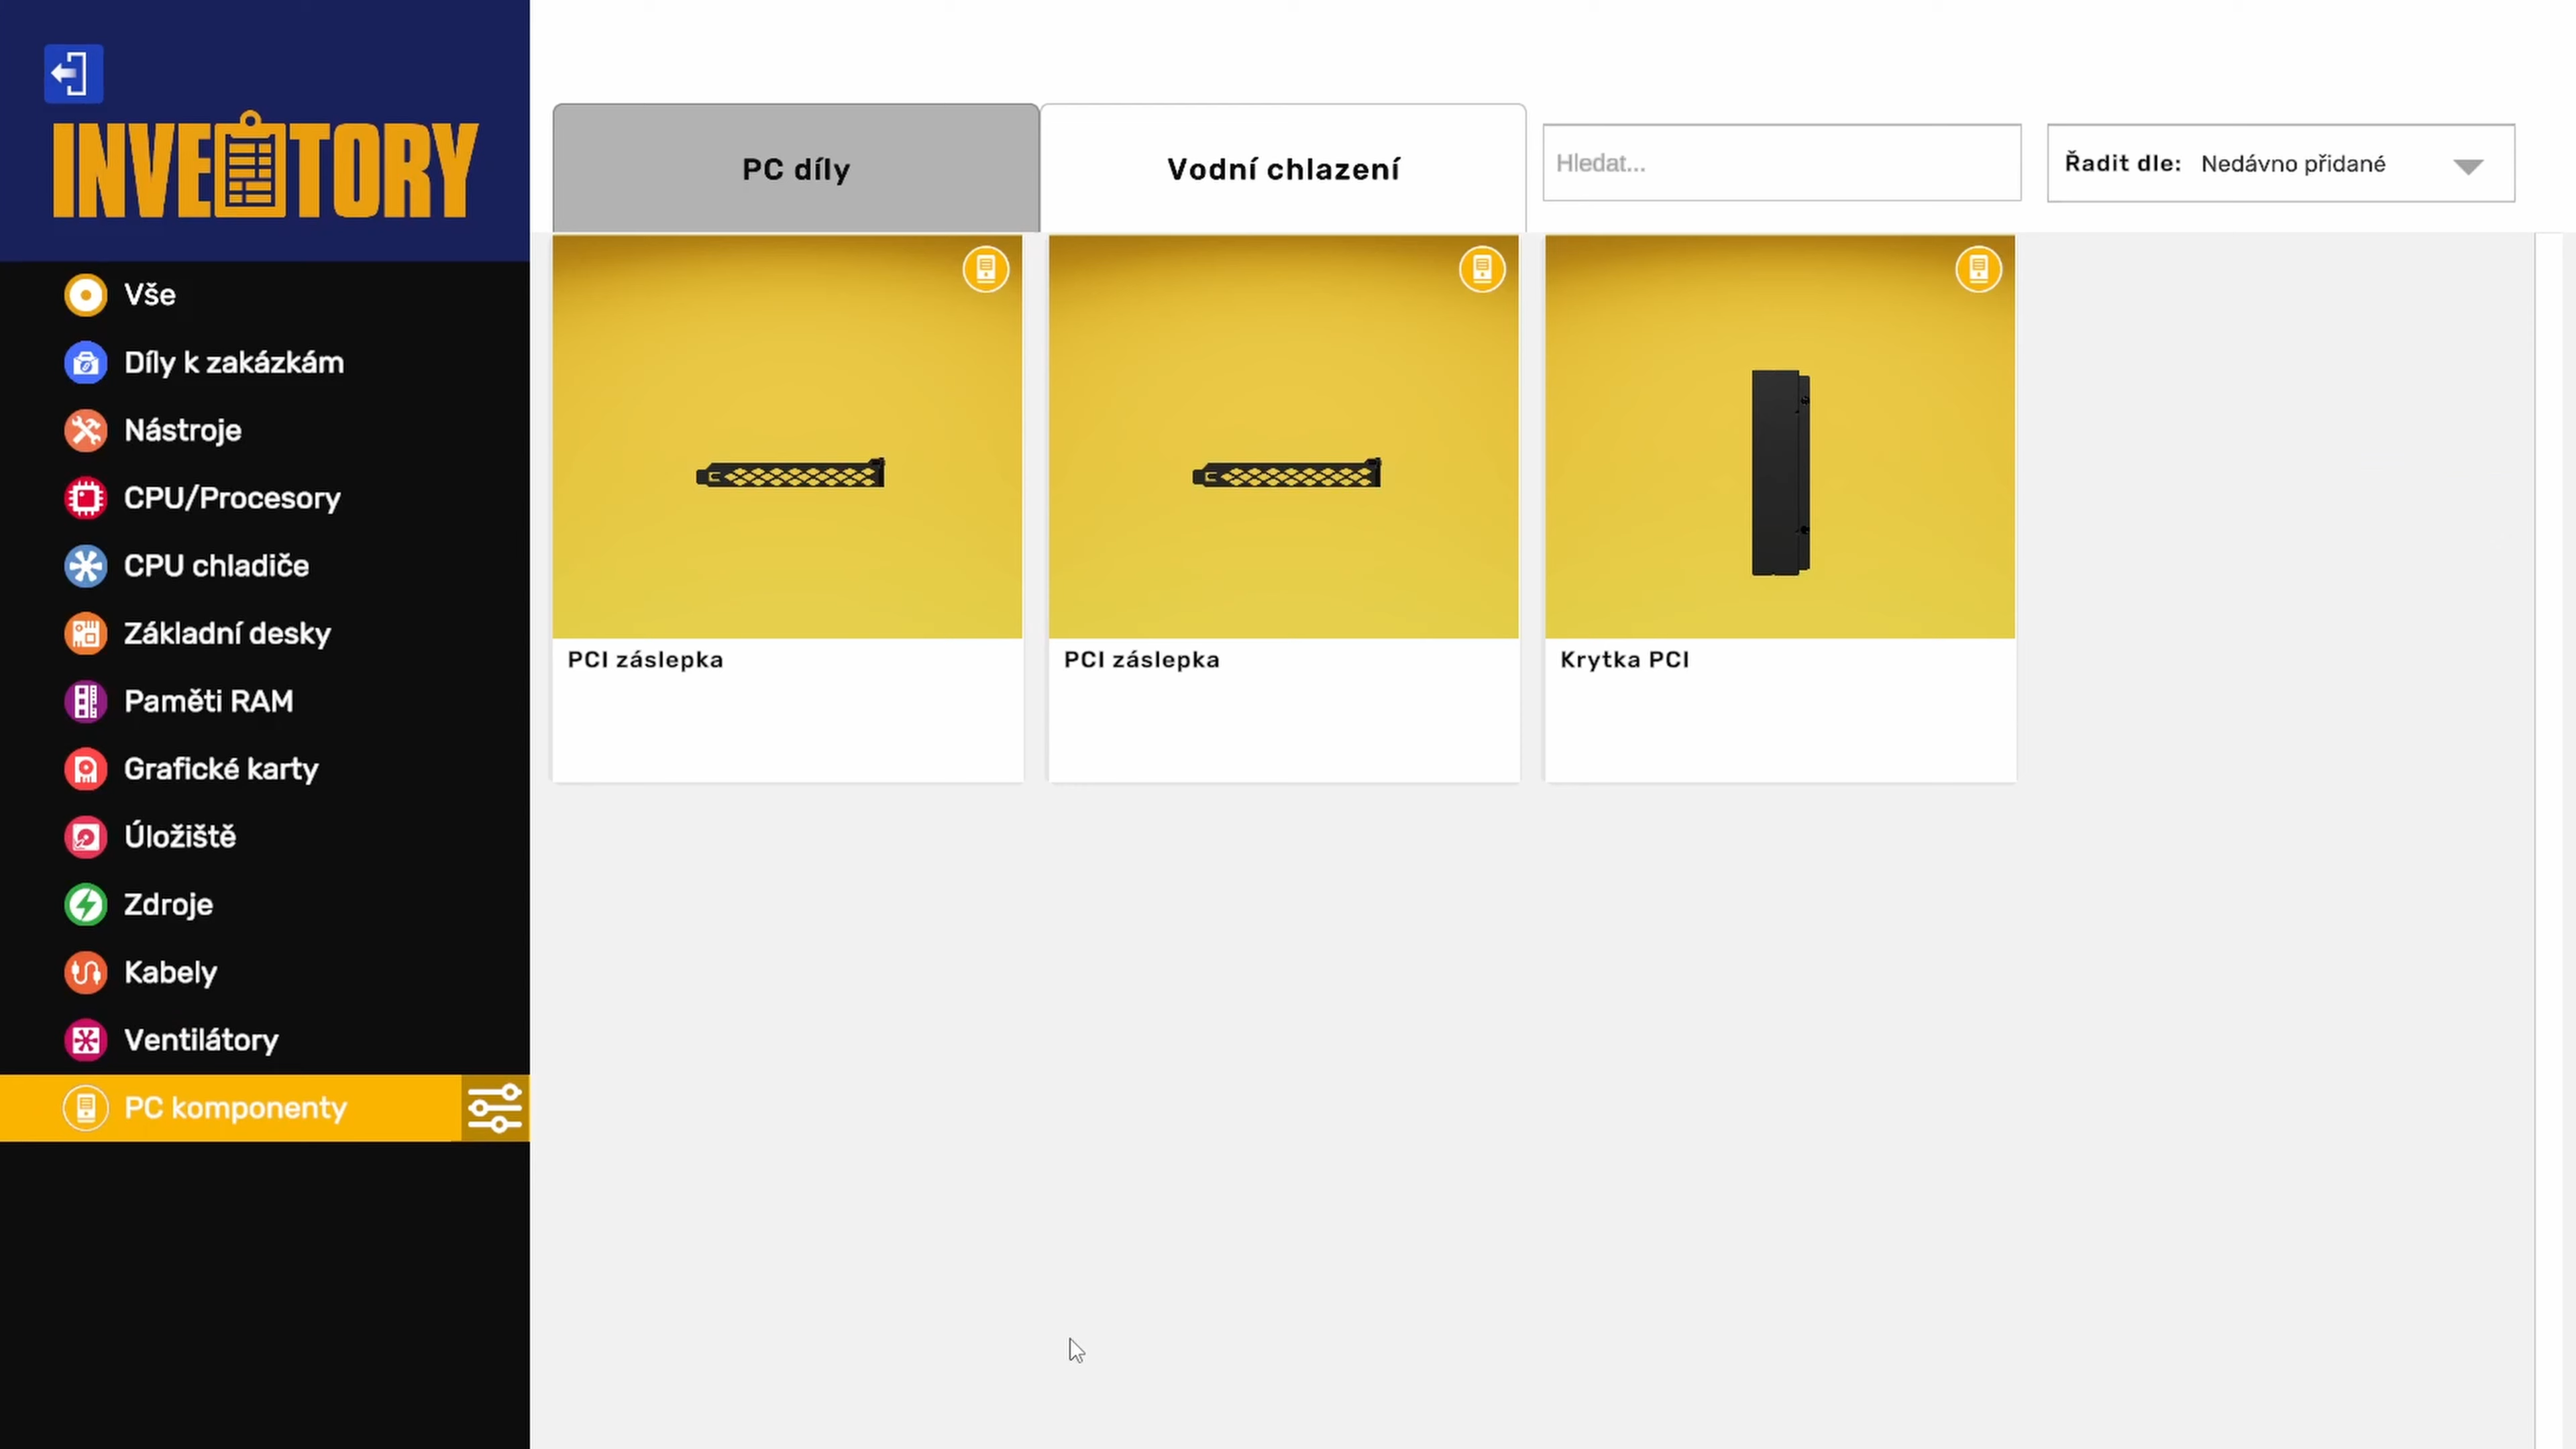 INVENTORY
PC díly
Vodní chlazení
Hledat...
Řadit dle: Nedávno přidané
Vše
Díly k zakázkám
Nástroje
CPU/Procesory
CPU chladiče
Základní desky
Paměti RAM
Grafické karty
Úložiště
Zdroje
Kabely
Ventilátory
PC komponenty
PCI záslepka
PCI záslepka
Krytka PCI